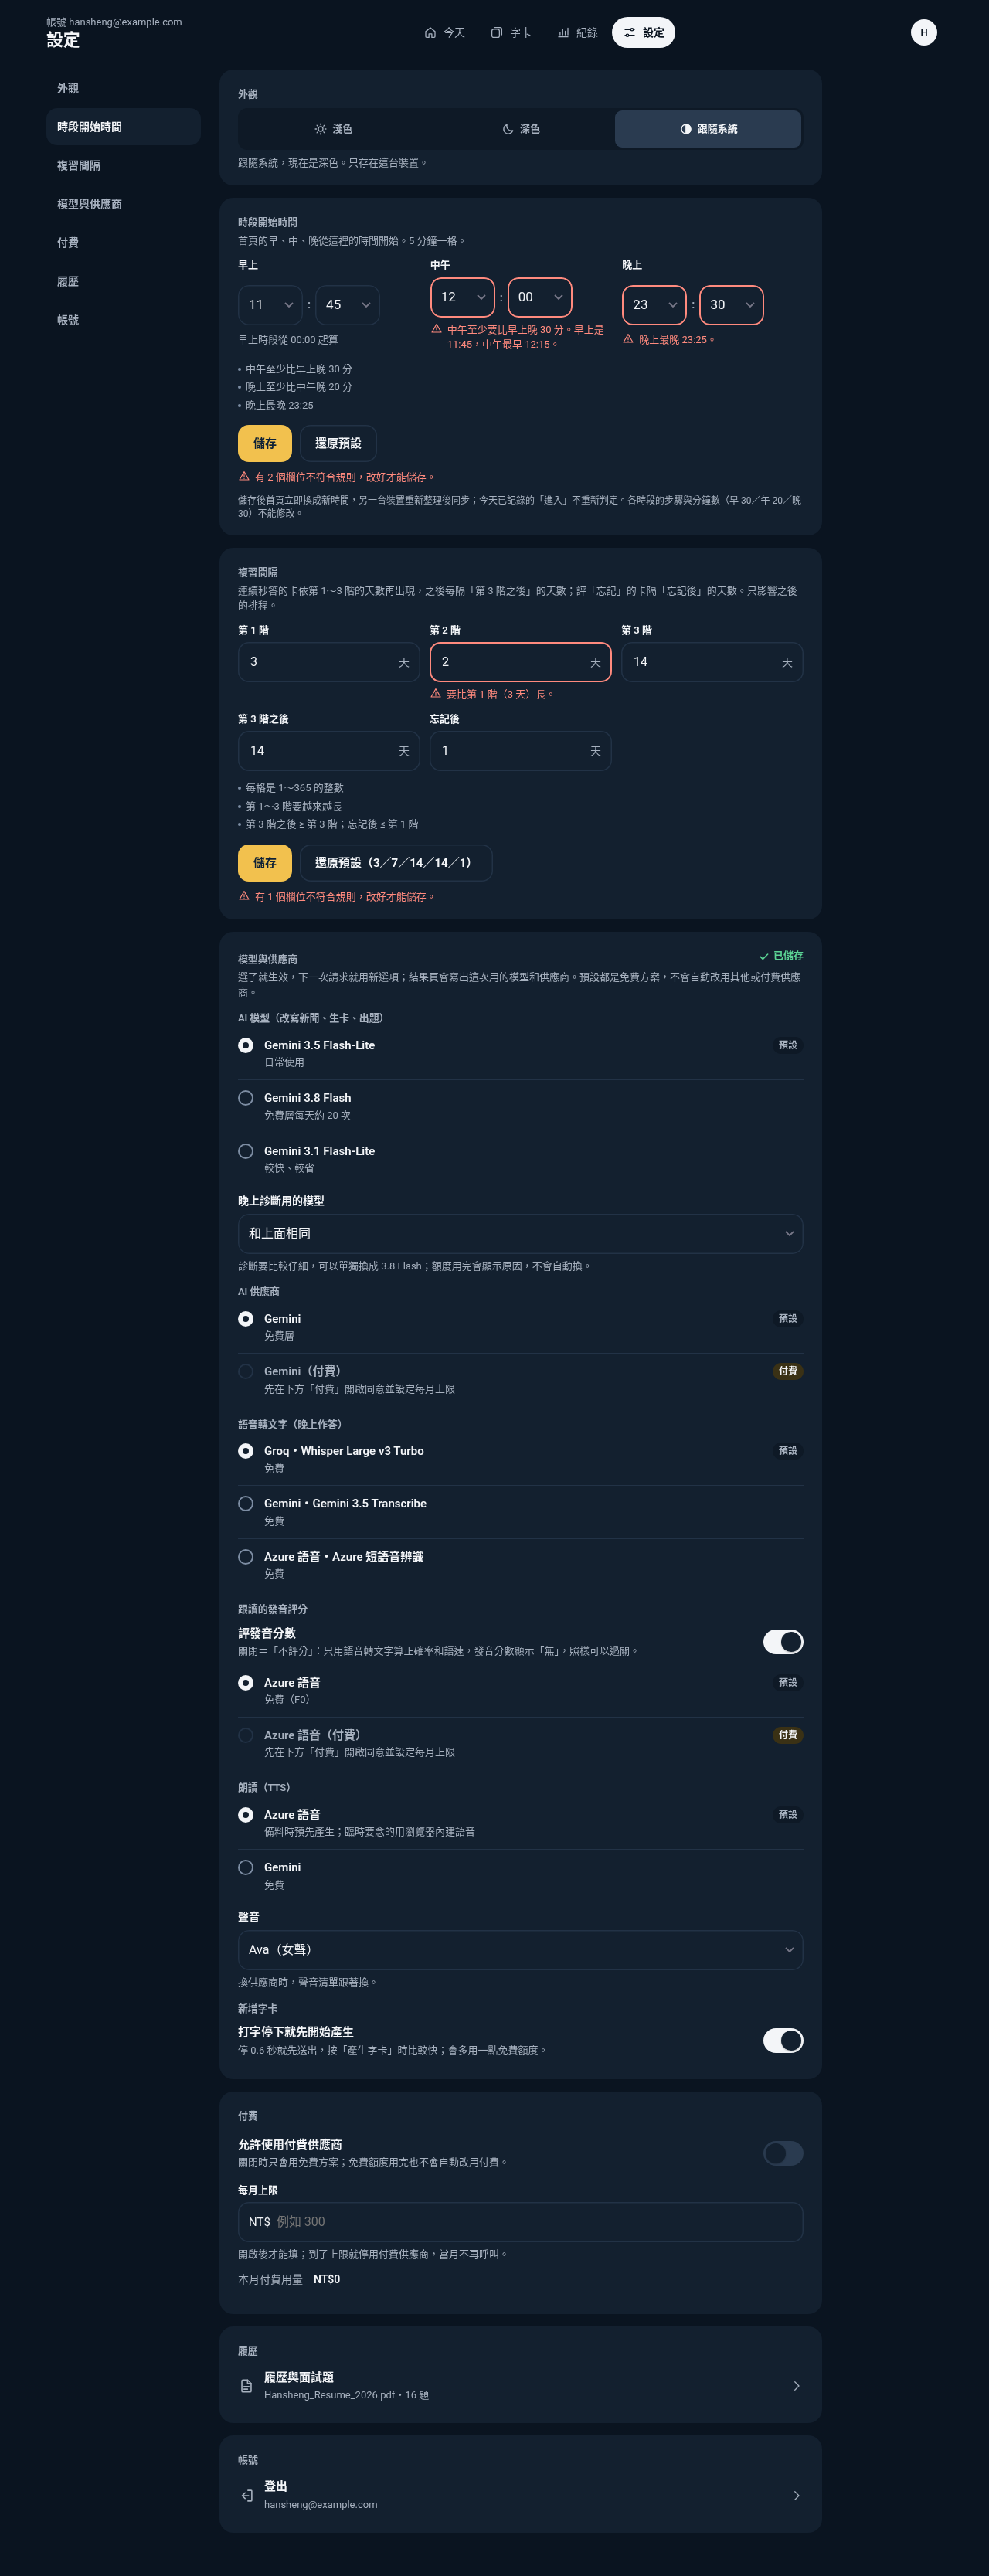 帳號 hansheng@example.com
設定
今天
字卡
紀錄
設定
H
外觀
時段開始時間
複習間隔
模型與供應商
付費
履歷
帳號
外觀
淺色
深色
跟隨系統
跟隨系統，現在是深色。只存在這台裝置。
時段開始時間
首頁的早、中、晚從這裡的時間開始。5 分鐘一格。
早上
中午
晚上
11 : 45
12 : 00
23 : 30
早上時段從 00:00 起算
中午至少要比早上晚 30 分。早上是
11:45，中午最早 12:15。
晚上最晚 23:25。
• 中午至少比早上晚 30 分
• 晚上至少比中午晚 20 分
• 晚上最晚 23:25
儲存
還原預設
有 2 個欄位不符合規則，改好才能儲存。
儲存後首頁立即換成新時間，另一台裝置重新整理後同步；今天已記錄的「進入」不重新判定。各時段的步驟與分鐘數（早 30／午 20／晚
30）不能修改。
複習間隔
連續秒答的卡依第 1～3 階的天數再出現，之後每隔「第 3 階之後」的天數；評「忘記」的卡隔「忘記後」的天數。只影響之後
的排程。
第 1 階
第 2 階
第 3 階
3 天
2 天
14 天
要比第 1 階（3 天）長。
第 3 階之後
忘記後
14 天
1 天
• 每格是 1～365 的整數
• 第 1～3 階要越來越長
• 第 3 階之後 ≥ 第 3 階；忘記後 ≤ 第 1 階
儲存
還原預設（3／7／14／14／1）
有 1 個欄位不符合規則，改好才能儲存。
模型與供應商
已儲存
選了就生效，下一次請求就用新選項；結果頁會寫出這次用的模型和供應商。預設都是免費方案，不會自動改用其他或付費供應
商。
AI 模型（改寫新聞、生卡、出題）
Gemini 3.5 Flash-Lite
預設
日常使用
Gemini 3.8 Flash
免費層每天約 20 次
Gemini 3.1 Flash-Lite
較快、較省
晚上診斷用的模型
和上面相同
診斷要比較仔細，可以單獨換成 3.8 Flash；額度用完會顯示原因，不會自動換。
AI 供應商
Gemini
預設
免費層
Gemini（付費）
付費
先在下方「付費」開啟同意並設定每月上限
語音轉文字（晚上作答）
Groq・Whisper Large v3 Turbo
預設
免費
Gemini・Gemini 3.5 Transcribe
免費
Azure 語音・Azure 短語音辨識
免費
跟讀的發音評分
評發音分數
關閉＝「不評分」：只用語音轉文字算正確率和語速，發音分數顯示「無」，照樣可以過關。
Azure 語音
預設
免費（F0）
Azure 語音（付費）
付費
先在下方「付費」開啟同意並設定每月上限
朗讀（TTS）
Azure 語音
預設
備料時預先產生；臨時要念的用瀏覽器內建語音
Gemini
免費
聲音
Ava（女聲）
換供應商時，聲音清單跟著換。
新增字卡
打字停下就先開始產生
停 0.6 秒就先送出，按「產生字卡」時比較快；會多用一點免費額度。
付費
允許使用付費供應商
關閉時只會用免費方案；免費額度用完也不會自動改用付費。
每月上限
NT$ 例如 300
開啟後才能填；到了上限就停用付費供應商，當月不再呼叫。
本月付費用量 NT$0
履歷
履歷與面試題
Hansheng_Resume_2026.pdf・16 題
帳號
登出
hansheng@example.com